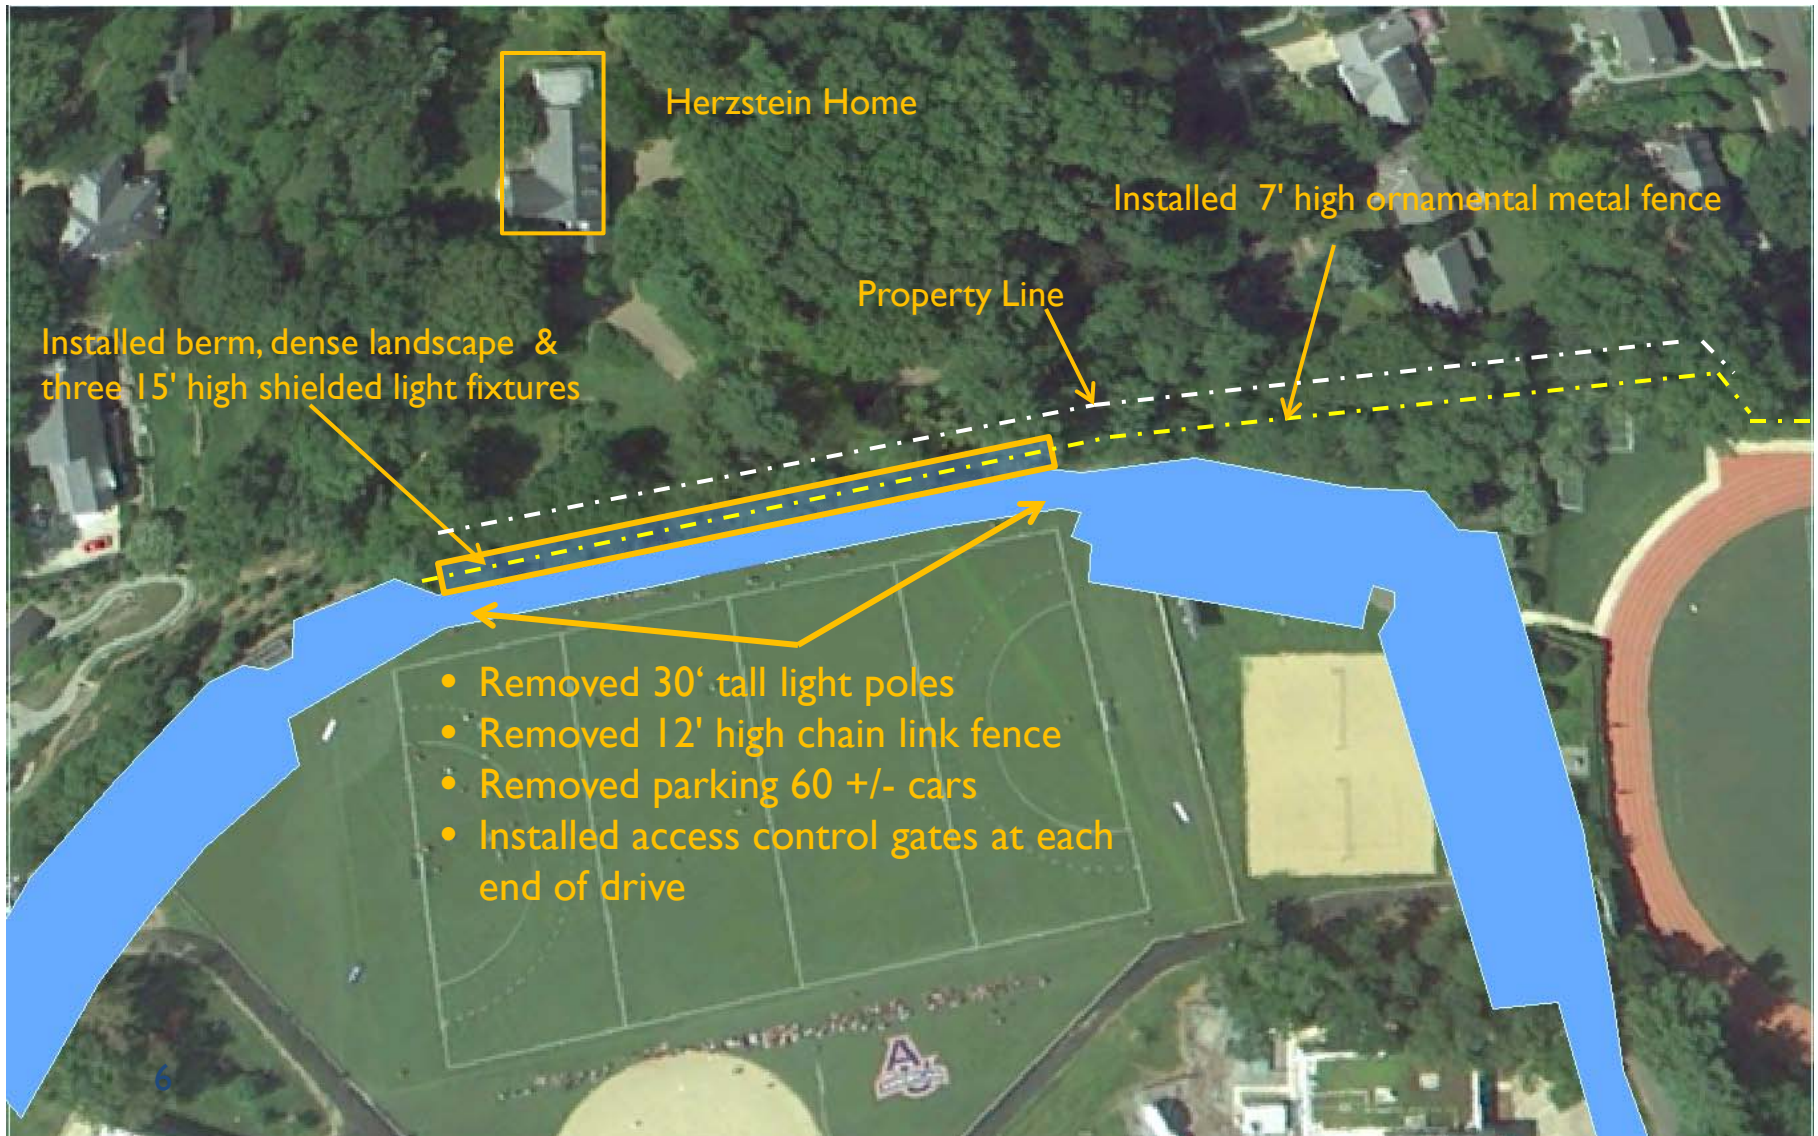 Herzstein Home
Installed 7' high ornamental metal fence
Property Line
Installed berm, dense landscape &
three 15' high shielded light fixtures
• Removed 30‘ tall light poles
• Removed 12' high chain link fence
• Removed parking 60 +/- cars
• Installed access control gates at each
end of drive
A
6